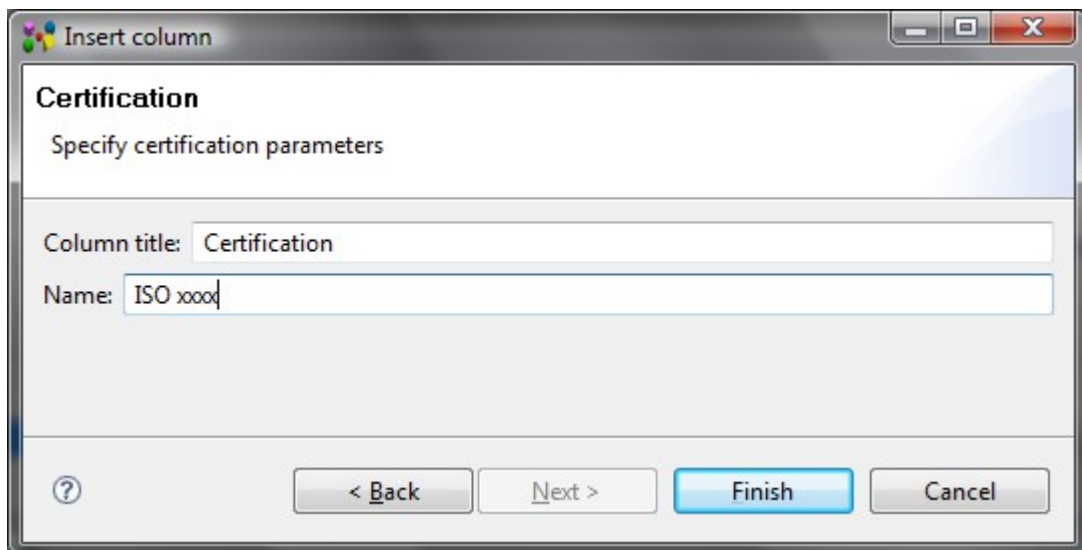 Insert column
Certification
Specify certification parameters
Column title: Certification
Name: ISO xxxx
? < Back Next > Finish Cancel